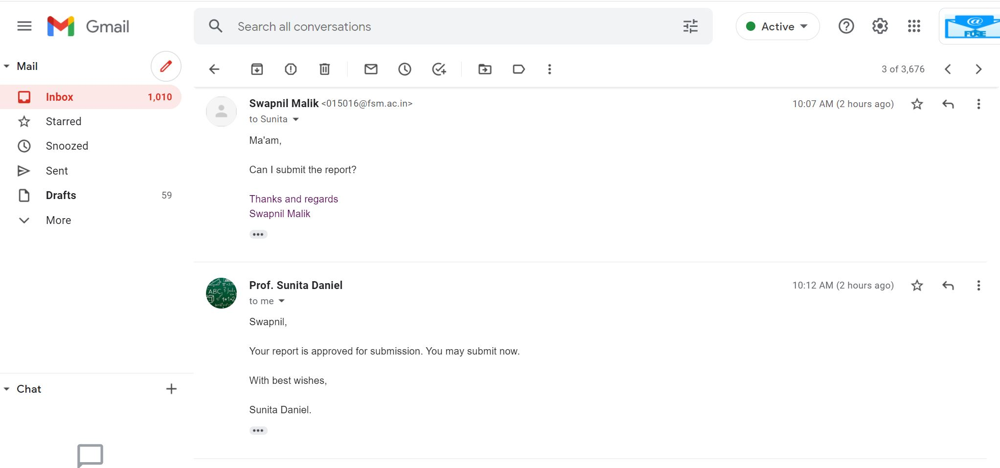 Gmail
Search all conversations
Active
FORE
Mail
3 of 3,676
Inbox 1,010
Starred
Snoozed
Sent
Drafts 59
More
Chat
Swapnil Malik <015016@fsm.ac.in> 10:07 AM (2 hours ago)
to Sunita
Ma'am,
Can I submit the report?
Thanks and regards
Swapnil Malik
Prof. Sunita Daniel 10:12 AM (2 hours ago)
to me
ABC
Swapnil,
Your report is approved for submission. You may submit now.
With best wishes,
Sunita Daniel.